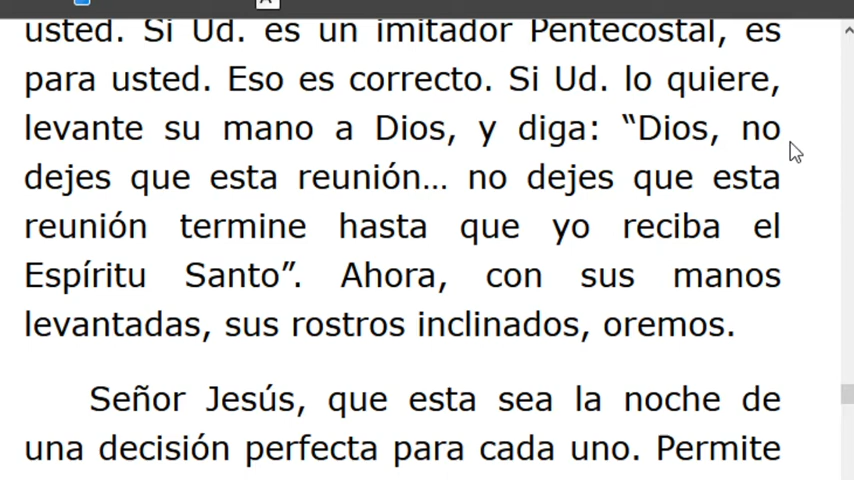 usted. Si Ud. es un imitador Pentecostal, es
para usted. Eso es correcto. Si Ud. lo quiere,
levante su mano a Dios, y diga: “Dios, no
dejes que esta reunión... no dejes que esta
reunión termine hasta que yo reciba el
Espíritu Santo”. Ahora, con sus manos
levantadas, sus rostros inclinados, oremos.
Señor Jesús, que esta sea la noche de
una decisión perfecta para cada uno. Permite